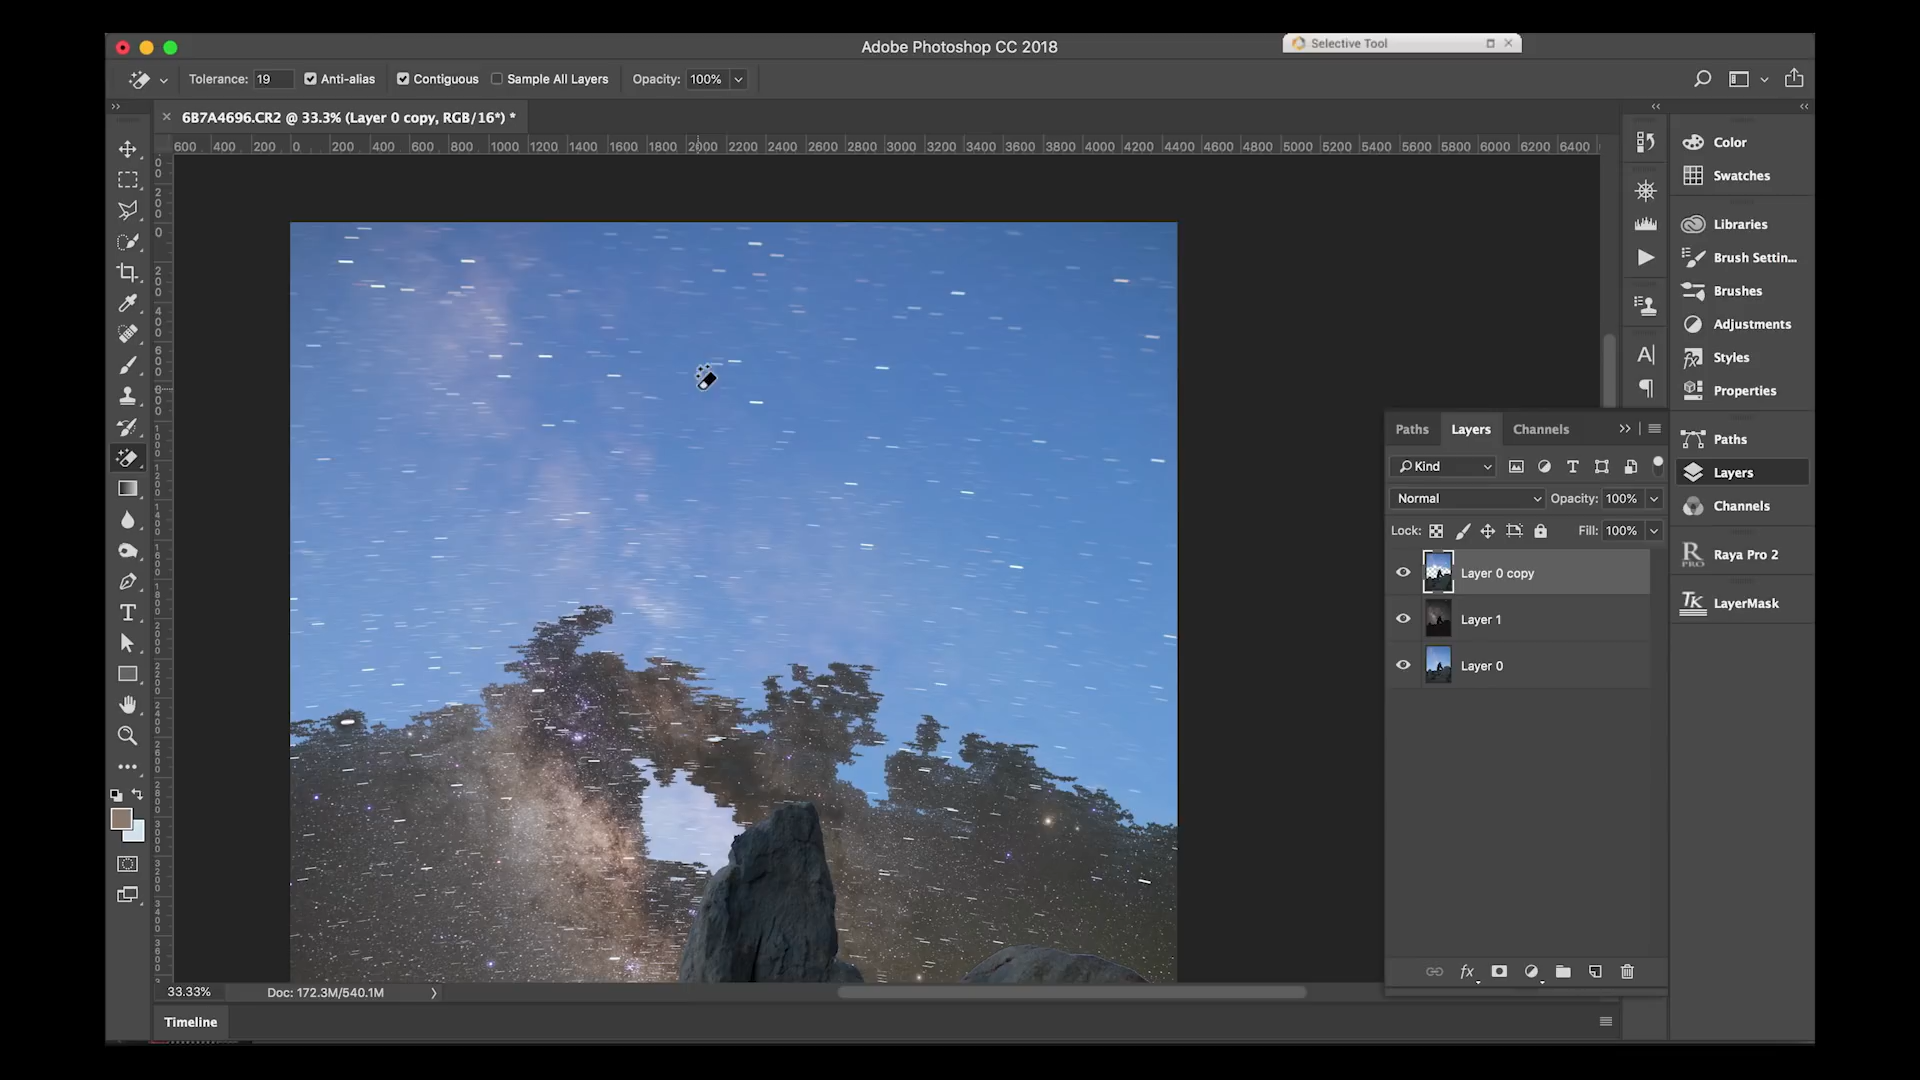 Adobe Photoshop CC 2018
Selective Tool
Tolerance: 19 Anti-alias Contiguous Sample All Layers Opacity: 100%
6B7A4696.CR2 @ 33.3% (Layer 0 copy, RGB/16*) *
600 400 200 0 200 400 600 800 1000 1200 1400 1600 1800 2000 2200 2400 2600 2800 3000 3200 3400 3600 3800 4000 4200 4400 4600 4800 5000 5200 5400 5600 5800 6000 6200 6400
Color
Swatches
Libraries
Brush Settin...
Brushes
Adjustments
Styles
Properties
Paths
Layers
Channels
Raya Pro 2
TK LayerMask
Paths Layers Channels
Kind
Normal Opacity: 100%
Lock: Fill: 100%
Layer 0 copy
Layer 1
Layer 0
fx
33.33% Doc: 172.3M/540.1M
Timeline